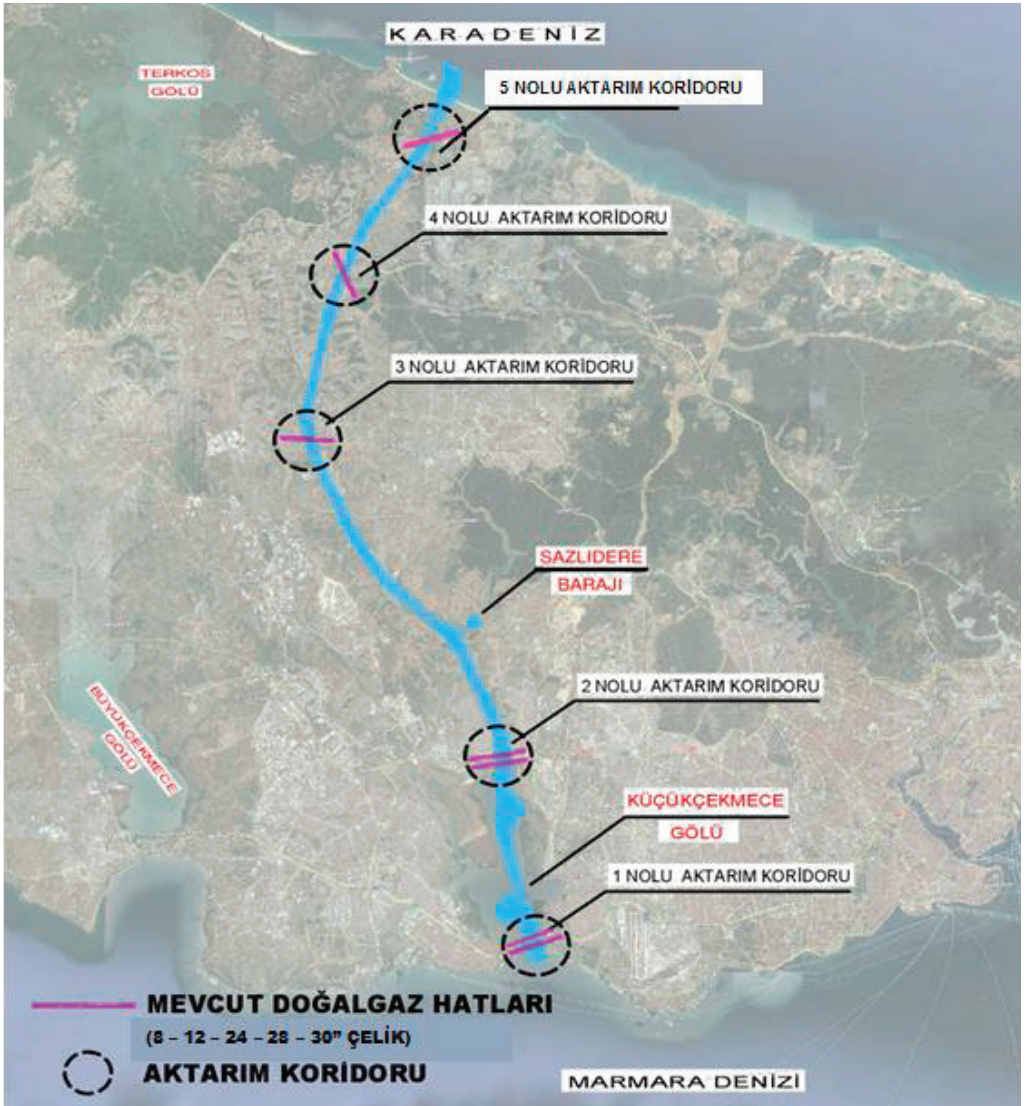 KARADENİZ
TERKOS
GÖLÜ
5 NOLU AKTARIM KORİDORU
4 NOLU AKTARIM KORİDORU
3 NOLU AKTARIM KORİDORU
SAZLIDERE
BARAJI
2 NOLU AKTARIM KORİDORU
BÜYÜKÇEKMECE
GÖLÜ
KÜÇÜKÇEKMECE
GÖLÜ
1 NOLU AKTARIM KORİDORU
MEVCUT DOĞALGAZ HATLARI
(8 – 12 – 24 – 28 – 30" ÇELİK)
AKTARIM KORİDORU
MARMARA DENİZİ